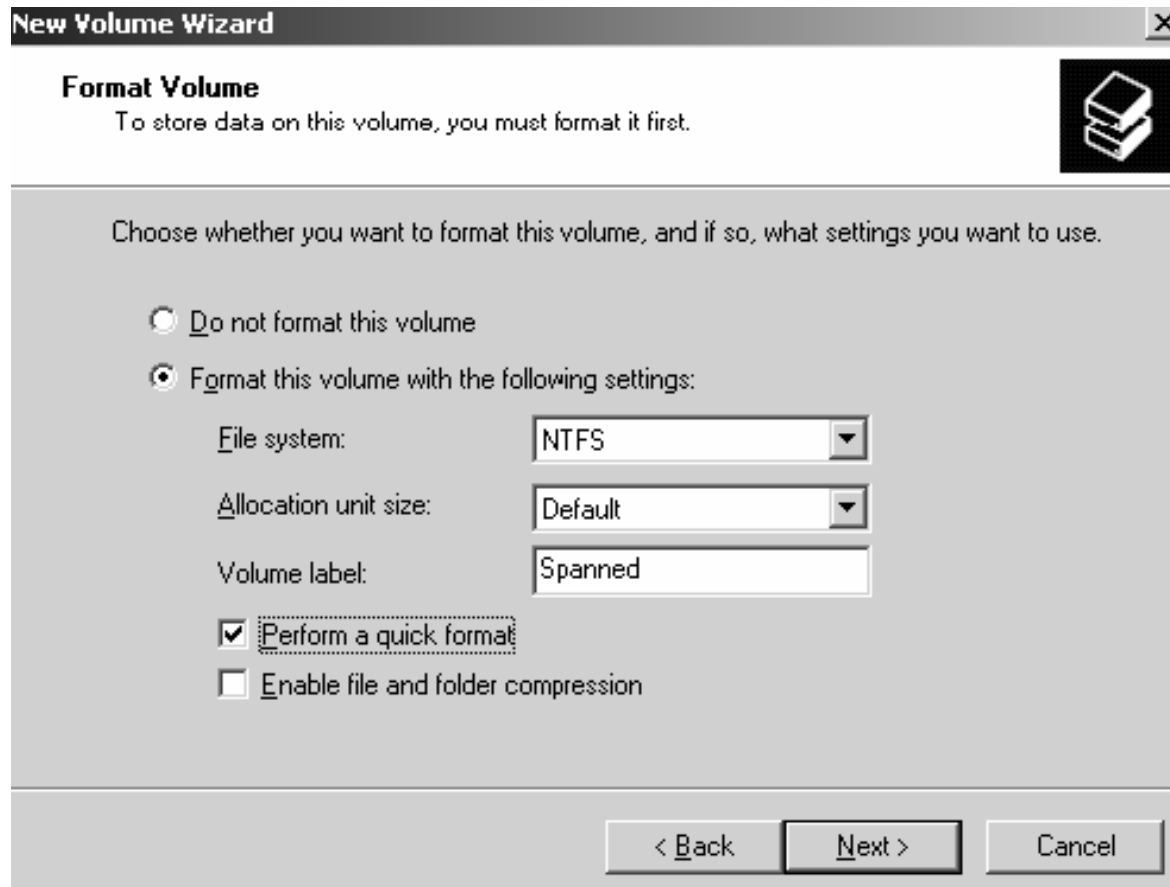 New Volume Wizard
Format Volume
To store data on this volume, you must format it first.
Choose whether you want to format this volume, and if so, what settings you want to use.
Do not format this volume
Format this volume with the following settings:
File system: NTFS
Allocation unit size: Default
Volume label: Spanned
Perform a quick format
Enable file and folder compression
< Back Next > Cancel